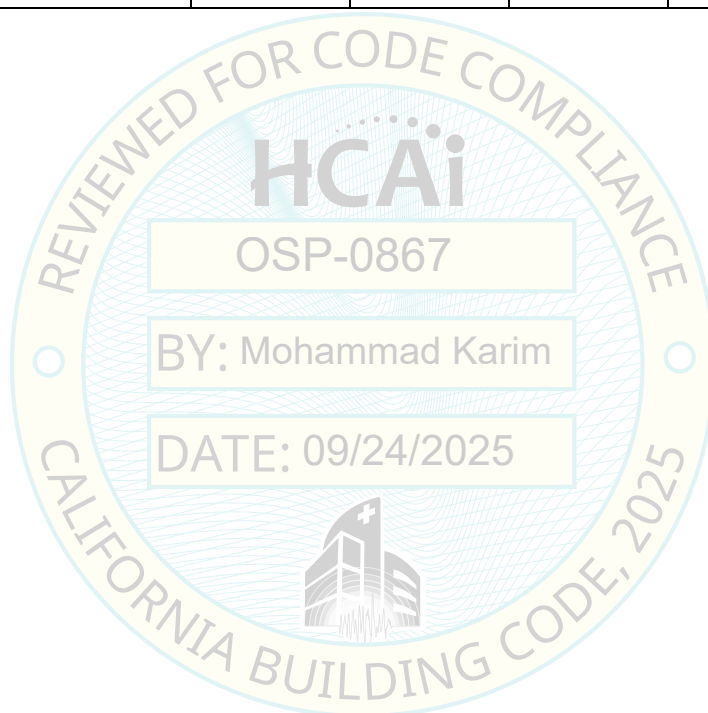 REVIEWED FOR CODE COMPLIANCE
HCAi
OSP-0867
BY: Mohammad Karim
DATE: 09/24/2025
CALIFORNIA BUILDING CODE, 2025